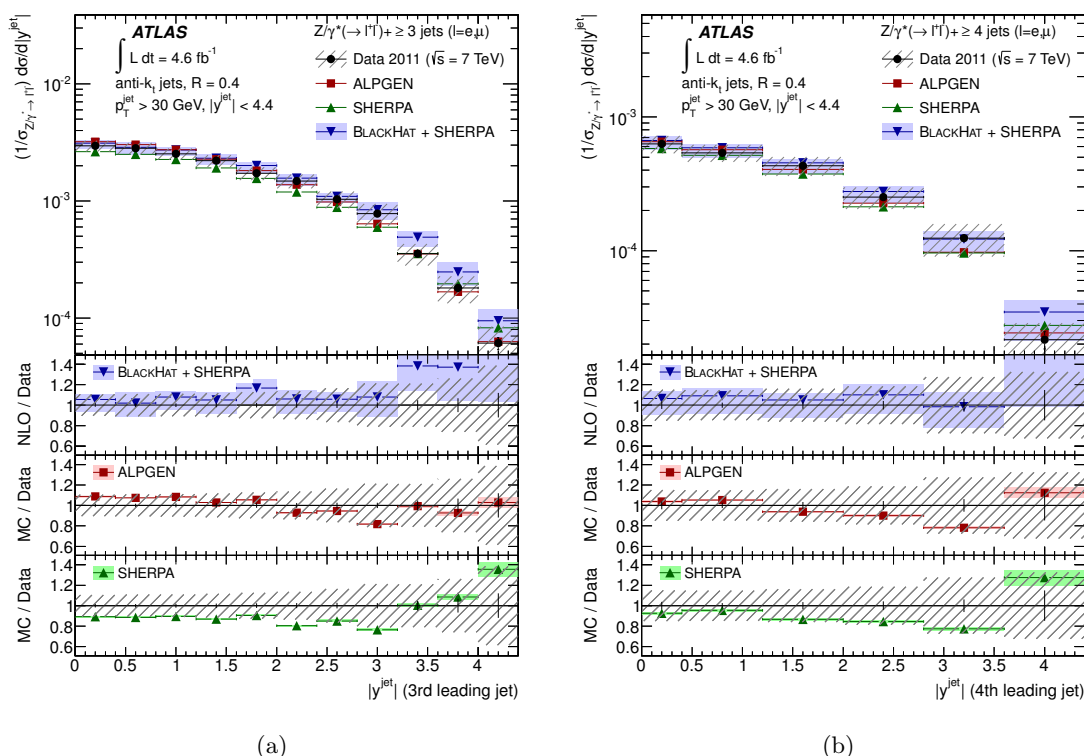 (1/σ_{Z/γ*→ l⁺l⁻}) dσ/d|y^{jet}|
ATLAS
∫ L dt = 4.6 fb⁻¹
anti-k_t jets, R = 0.4
p_T^{jet} > 30 GeV, |y^{jet}| < 4.4
Z/γ*(→ l⁺l⁻)+ ≥ 3 jets (l=e,μ)
Data 2011 (√s = 7 TeV)
ALPGEN
SHERPA
BLACKHAT + SHERPA
10⁻²
10⁻³
10⁻⁴
NLO / Data
BLACKHAT + SHERPA
1.4
1.2
1
0.8
0.6
MC / Data
ALPGEN
1.4
1.2
1
0.8
0.6
MC / Data
SHERPA
1.4
1.2
1
0.8
0.6
0 0.5 1 1.5 2 2.5 3 3.5 4
|y^{jet}| (3rd leading jet)
(a)
(1/σ_{Z/γ*→ l⁺l⁻}) dσ/d|y^{jet}|
ATLAS
∫ L dt = 4.6 fb⁻¹
anti-k_t jets, R = 0.4
p_T^{jet} > 30 GeV, |y^{jet}| < 4.4
Z/γ*(→ l⁺l⁻)+ ≥ 4 jets (l=e,μ)
Data 2011 (√s = 7 TeV)
ALPGEN
SHERPA
BLACKHAT + SHERPA
10⁻³
10⁻⁴
NLO / Data
BLACKHAT + SHERPA
1.4
1.2
1
0.8
0.6
MC / Data
ALPGEN
1.4
1.2
1
0.8
0.6
MC / Data
SHERPA
1.4
1.2
1
0.8
0.6
0 0.5 1 1.5 2 2.5 3 3.5 4
|y^{jet}| (4th leading jet)
(b)